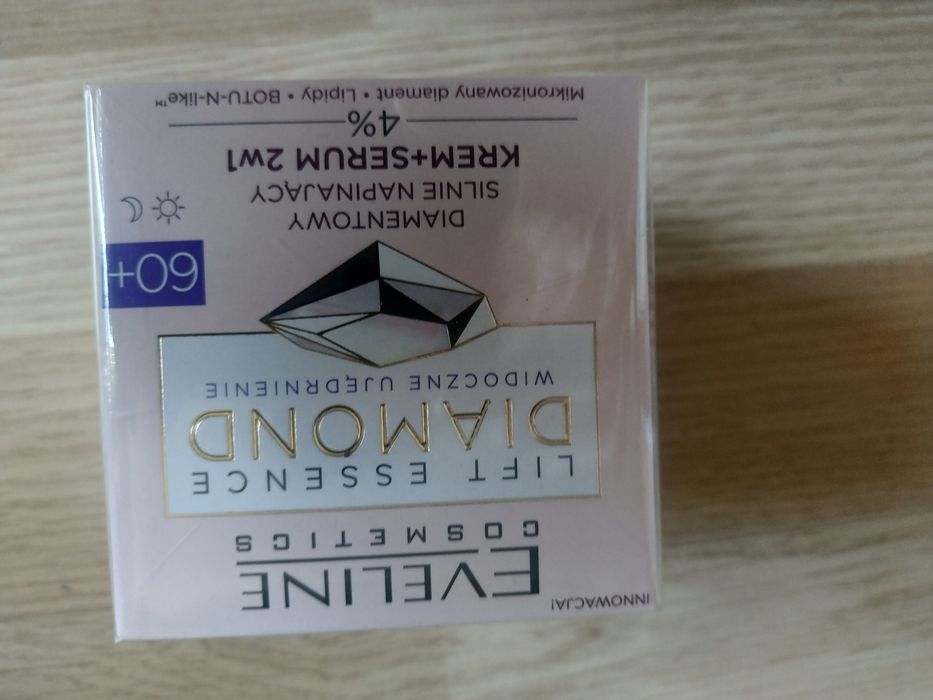 INNOWACJA!
EVELINE
COSMETICS
LIFT ESSENCE
DIAMOND
WIDOCZNE UJĘDRNIENIE
60+
DIAMENTOWY
SILNIE NAPINAJĄCY
KREM+SERUM 2w1
4%
Mikronizowany diament • Lipidy • BOTU-N-like™